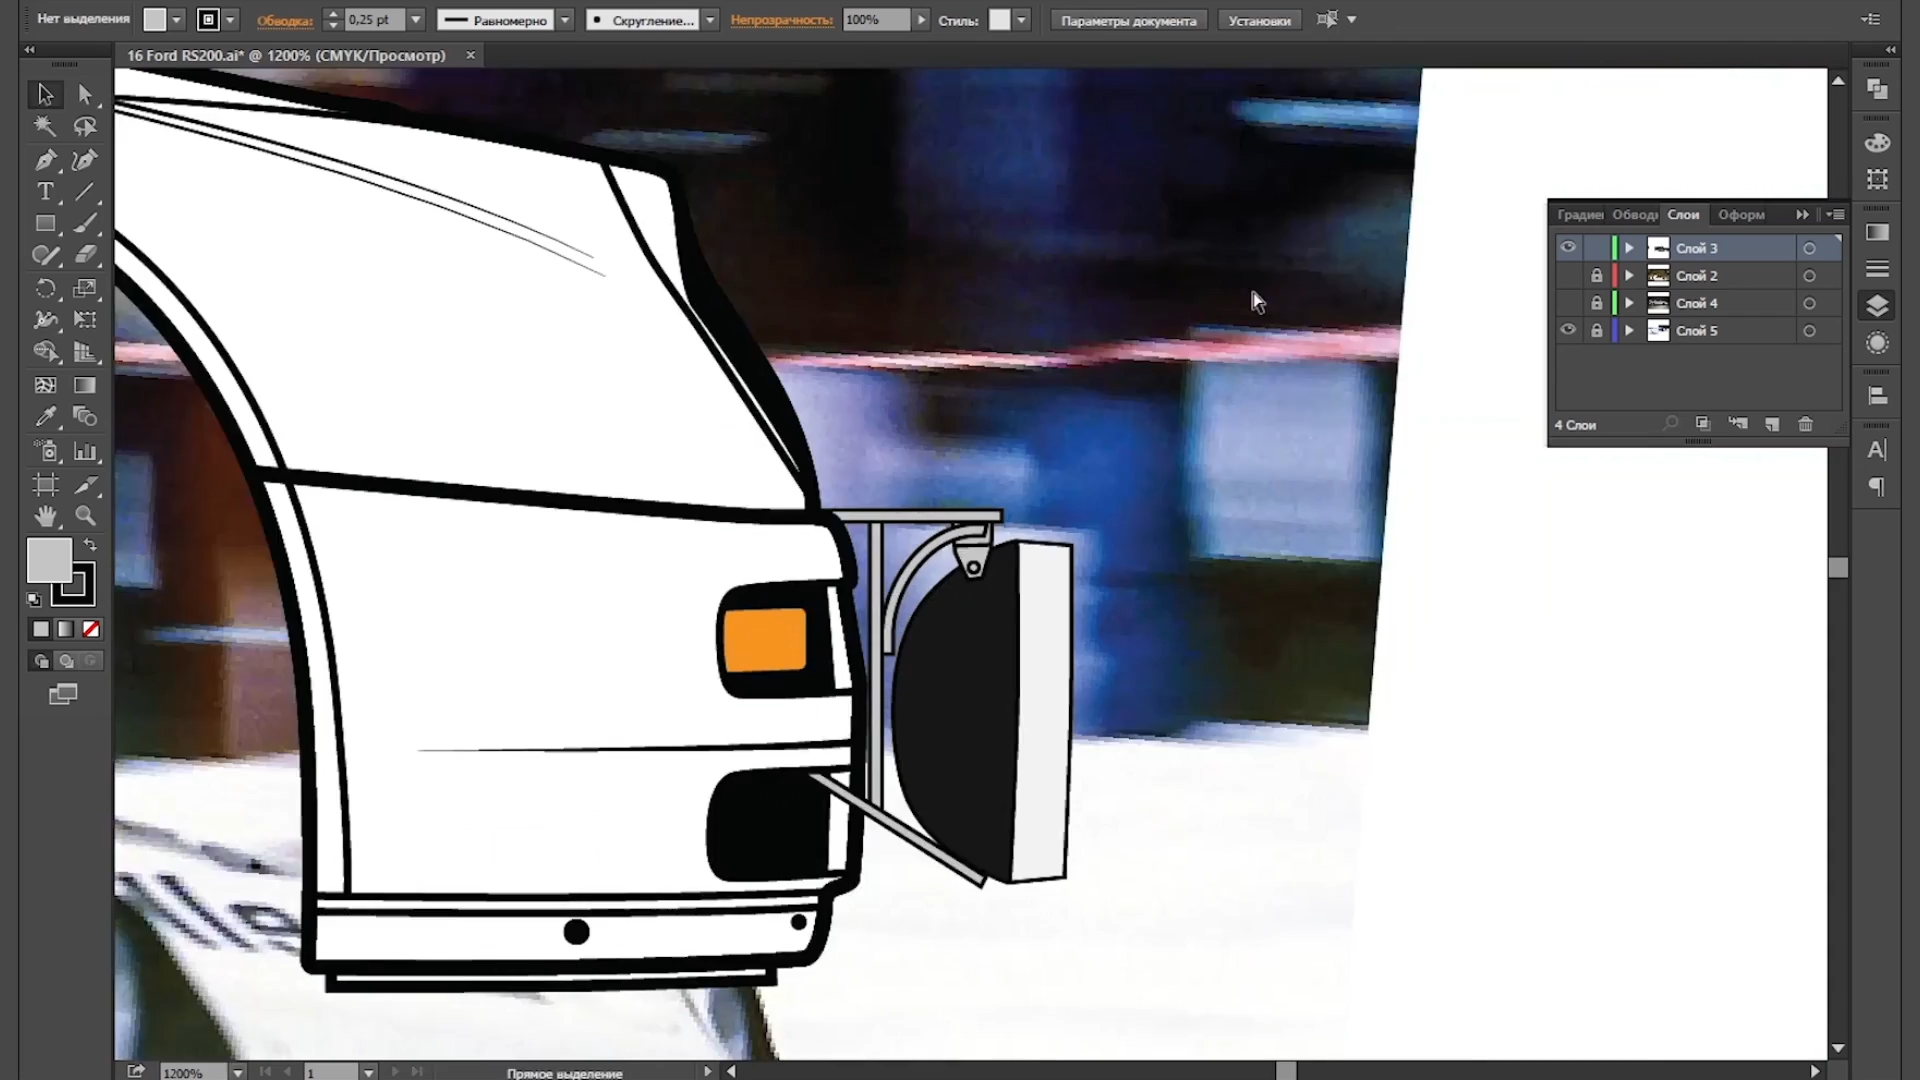 Нет выделения
Обводка:
0,25 pt
Равномерно
Скругление...
Непрозрачность:
100%
Стиль:
Параметры документа
Установки
16 Ford RS200.ai* @ 1200% (CMYK/Просмотр)
Градиен
Обводк
Слои
Оформ
Слой 3
Слой 2
Слой 4
Слой 5
4 Слои
1200%
1
Прямое выделение